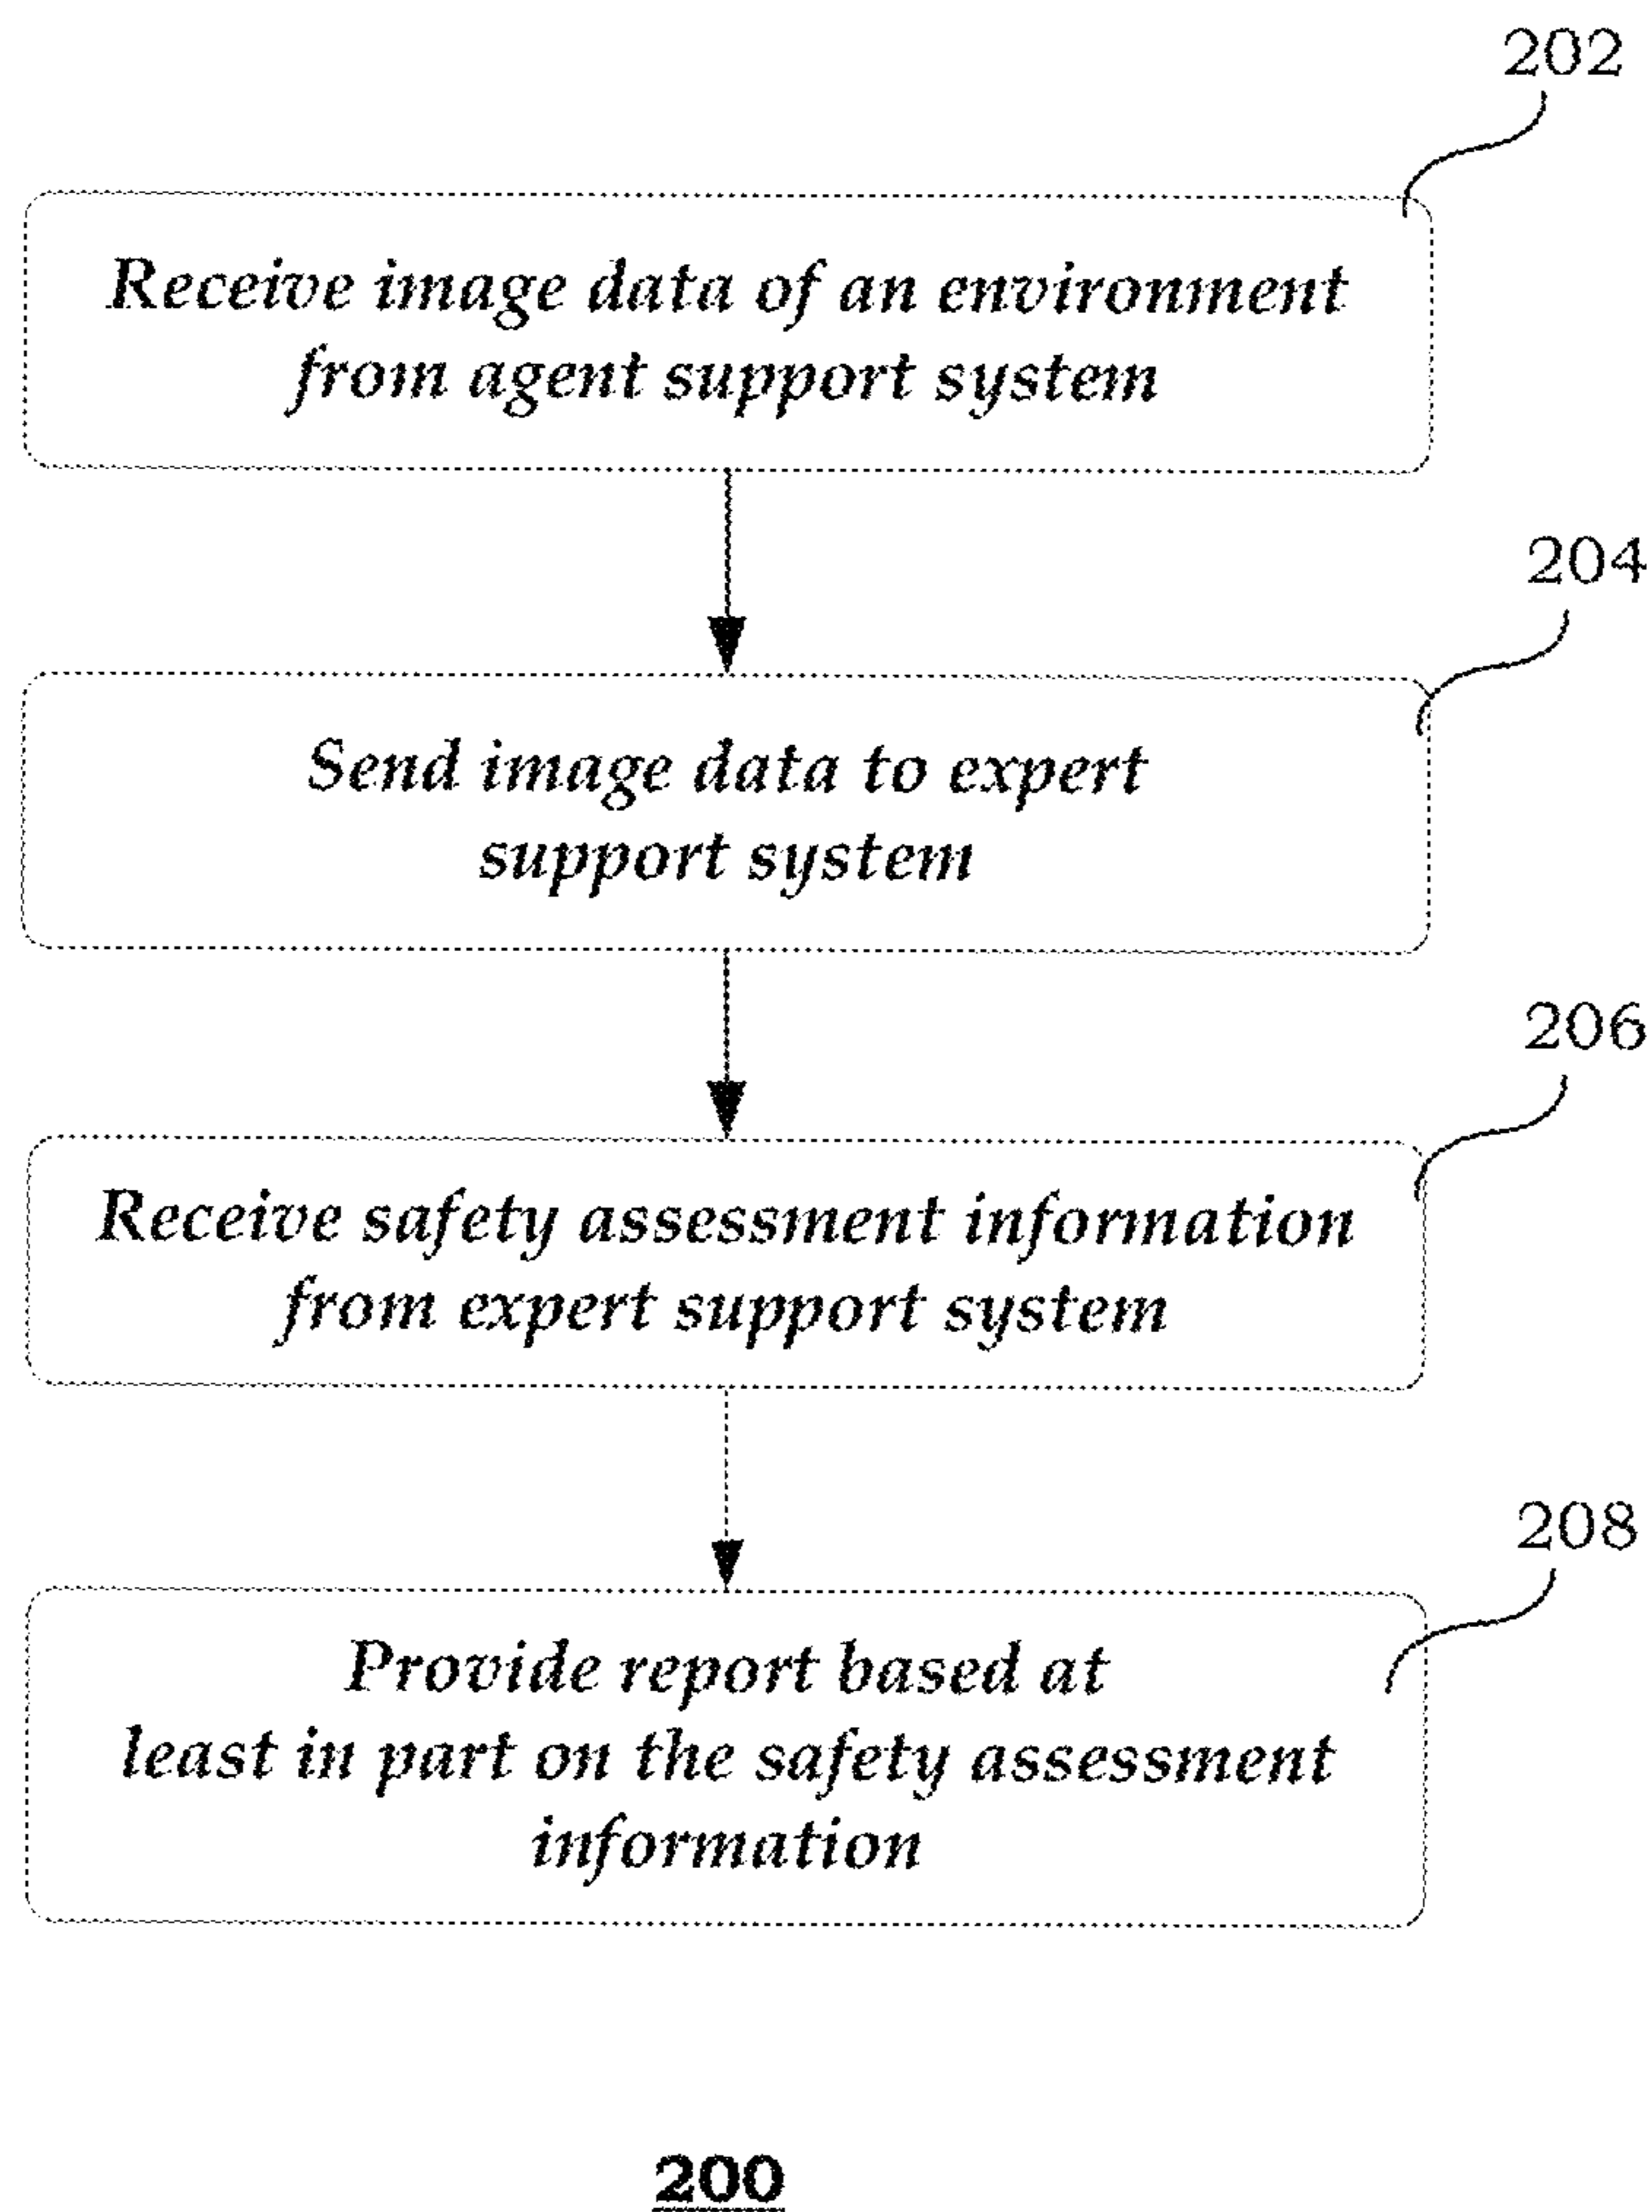 202
Receive image data of an environment
from agent support system
204
Send image data to expert
support system
206
Receive safety assessment information
from expert support system
208
Provide report based at
least in part on the safety assessment
information
200